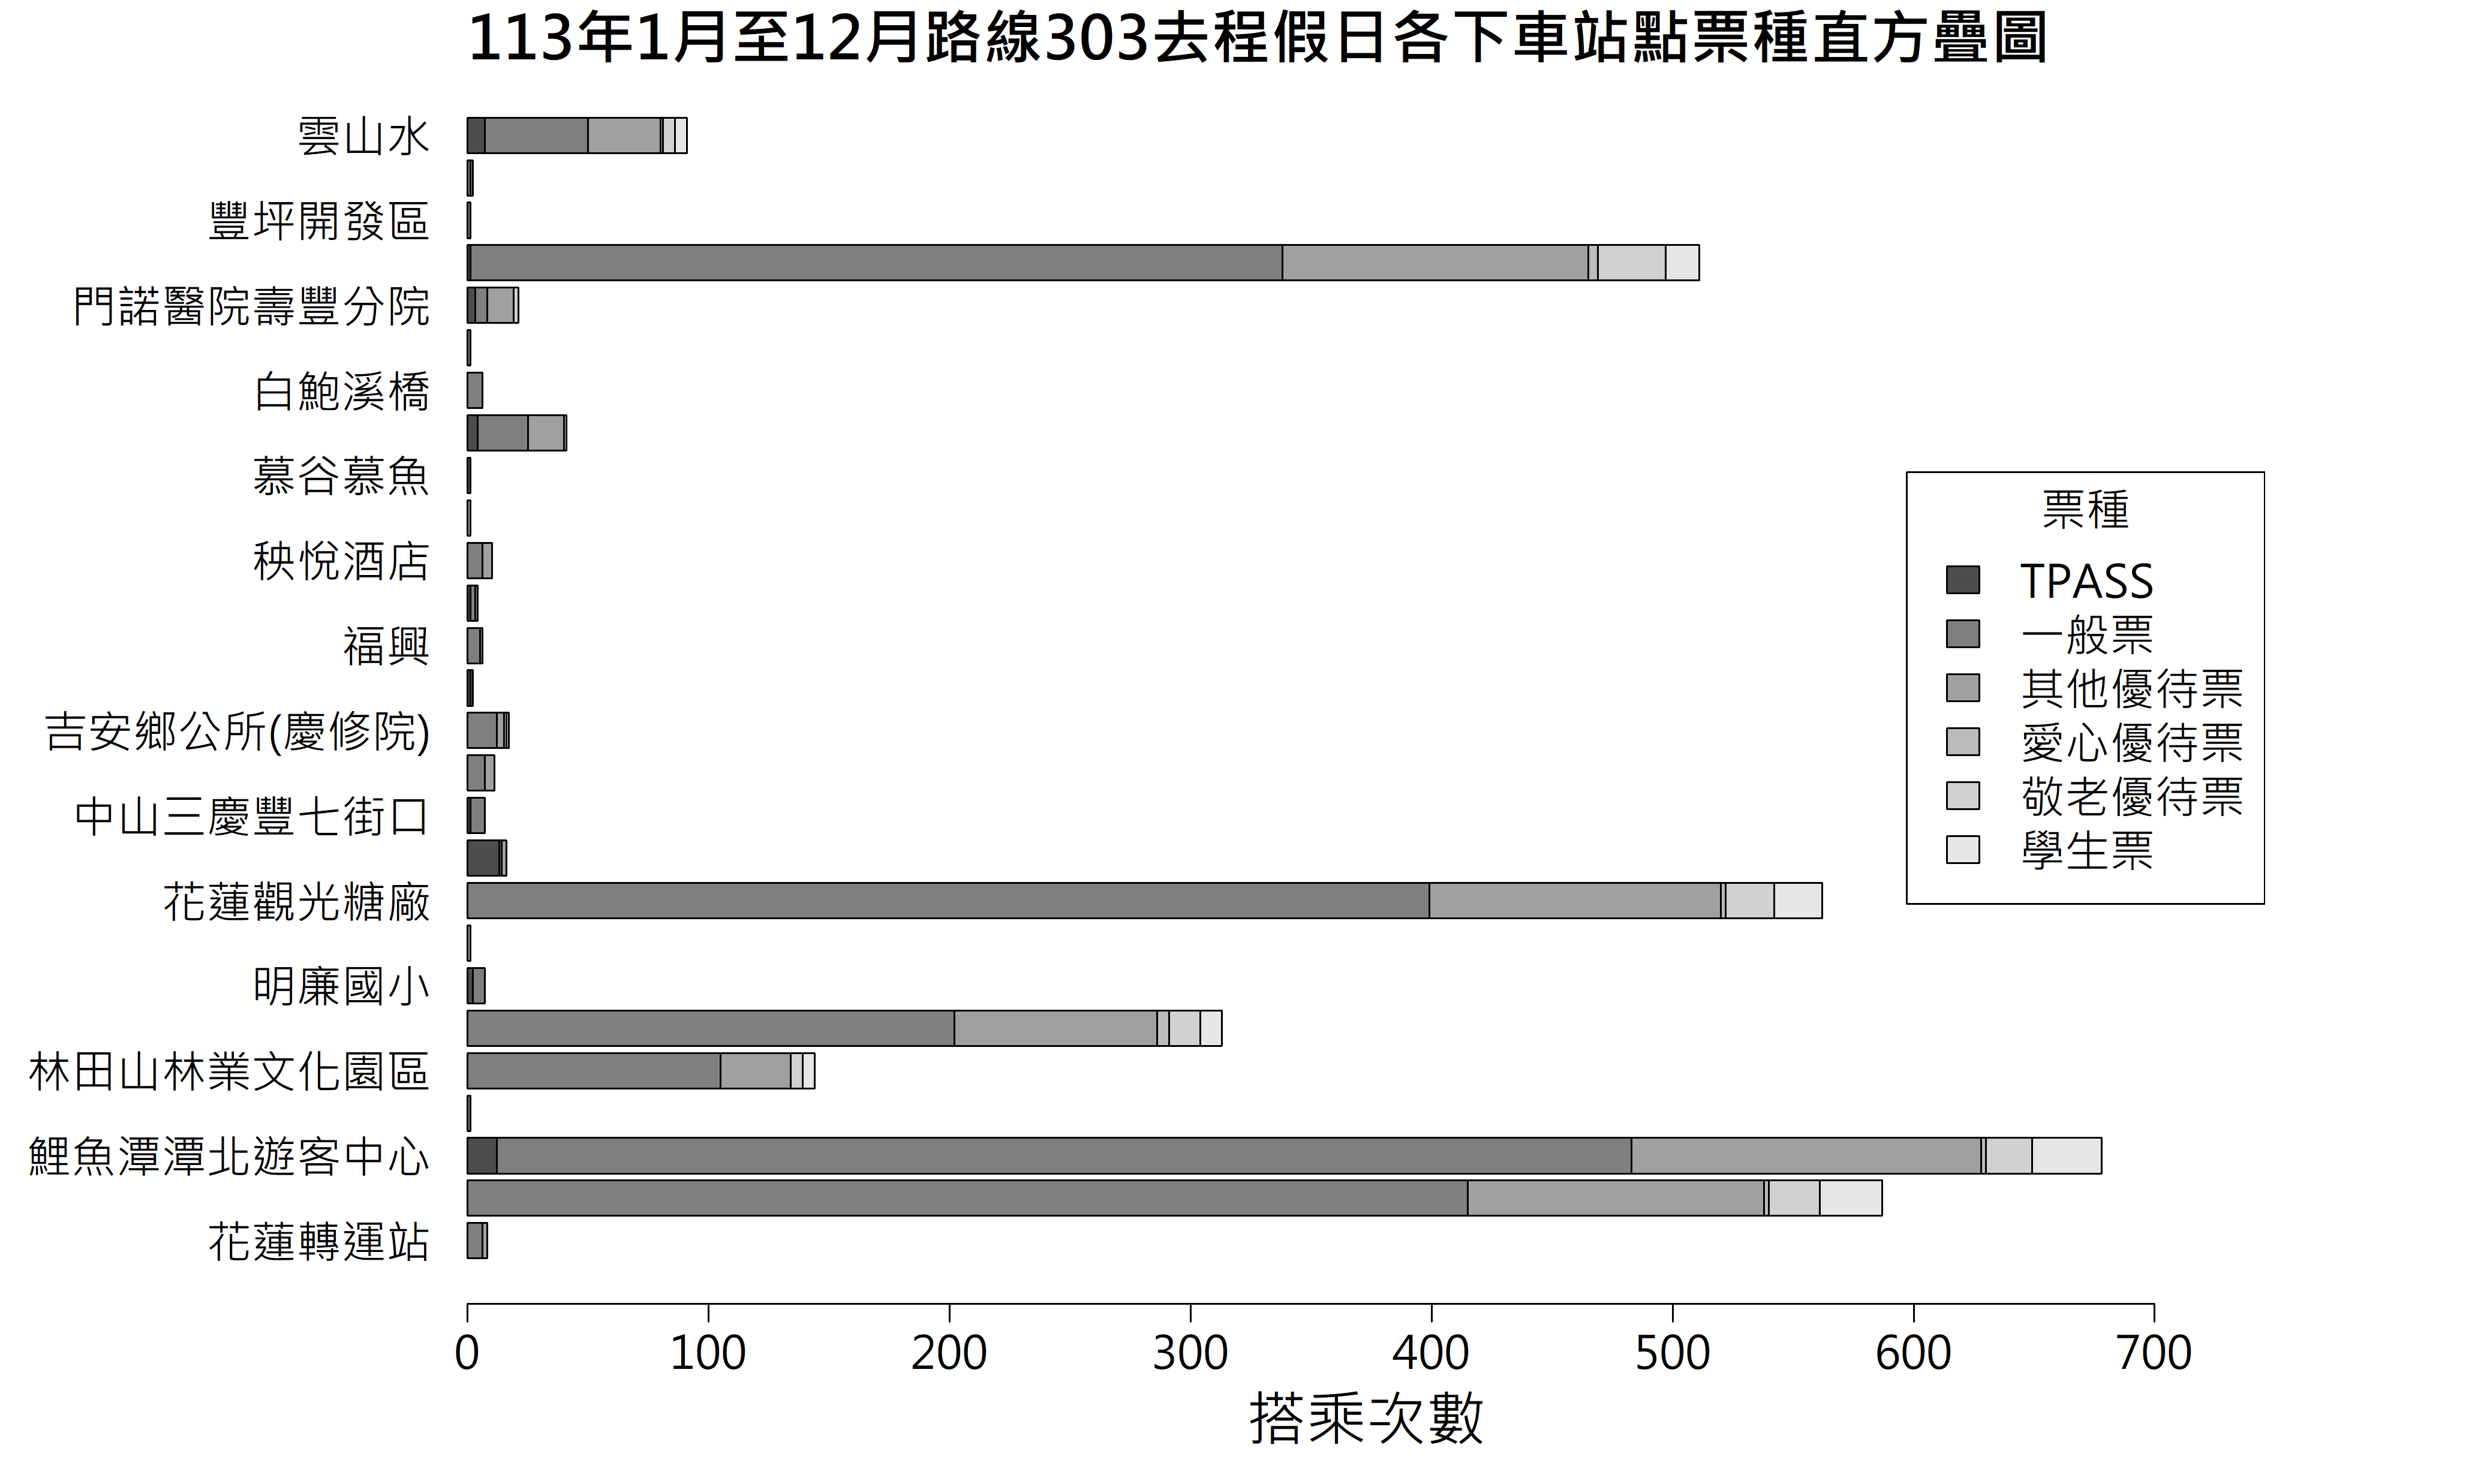 113年1月至12月路線303去程假日各下車站點票種直方疊圖
雲山水
豐坪開發區
門諾醫院壽豐分院
白鮑溪橋
慕谷慕魚
秧悅酒店
福興
吉安鄉公所(慶修院)
中山三慶豐七街口
花蓮觀光糖廠
明廉國小
林田山林業文化園區
鯉魚潭潭北遊客中心
花蓮轉運站
票種
TPASS
一般票
其他優待票
愛心優待票
敬老優待票
學生票
0 100 200 300 400 500 600 700
搭乘次數